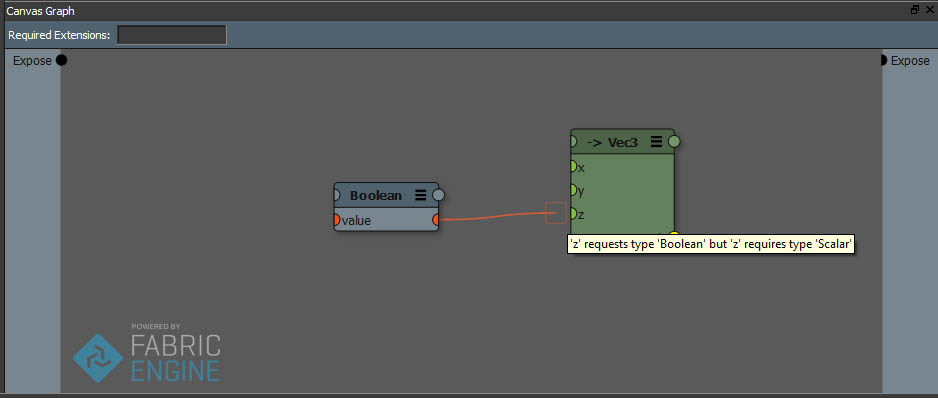 Canvas Graph
Required Extensions:
Expose
Expose
-> Vec3
x
y
z
Boolean
value
'z' requests type 'Boolean' but 'z' requires type 'Scalar'
POWERED BY
FABRIC
ENGINE